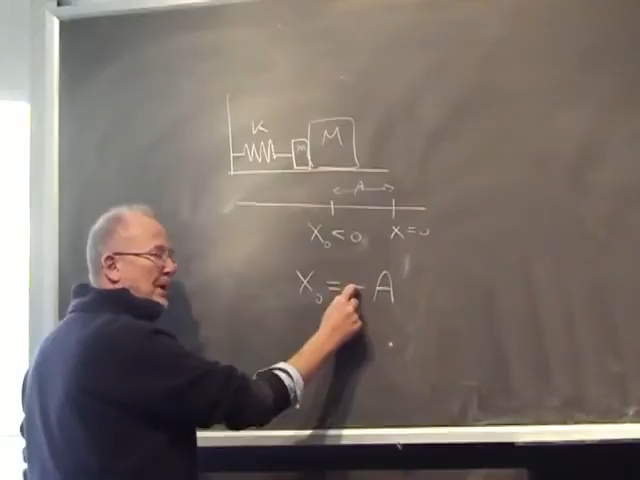 K
m M
A
X₀ < 0 x = 0
X₀ = - A